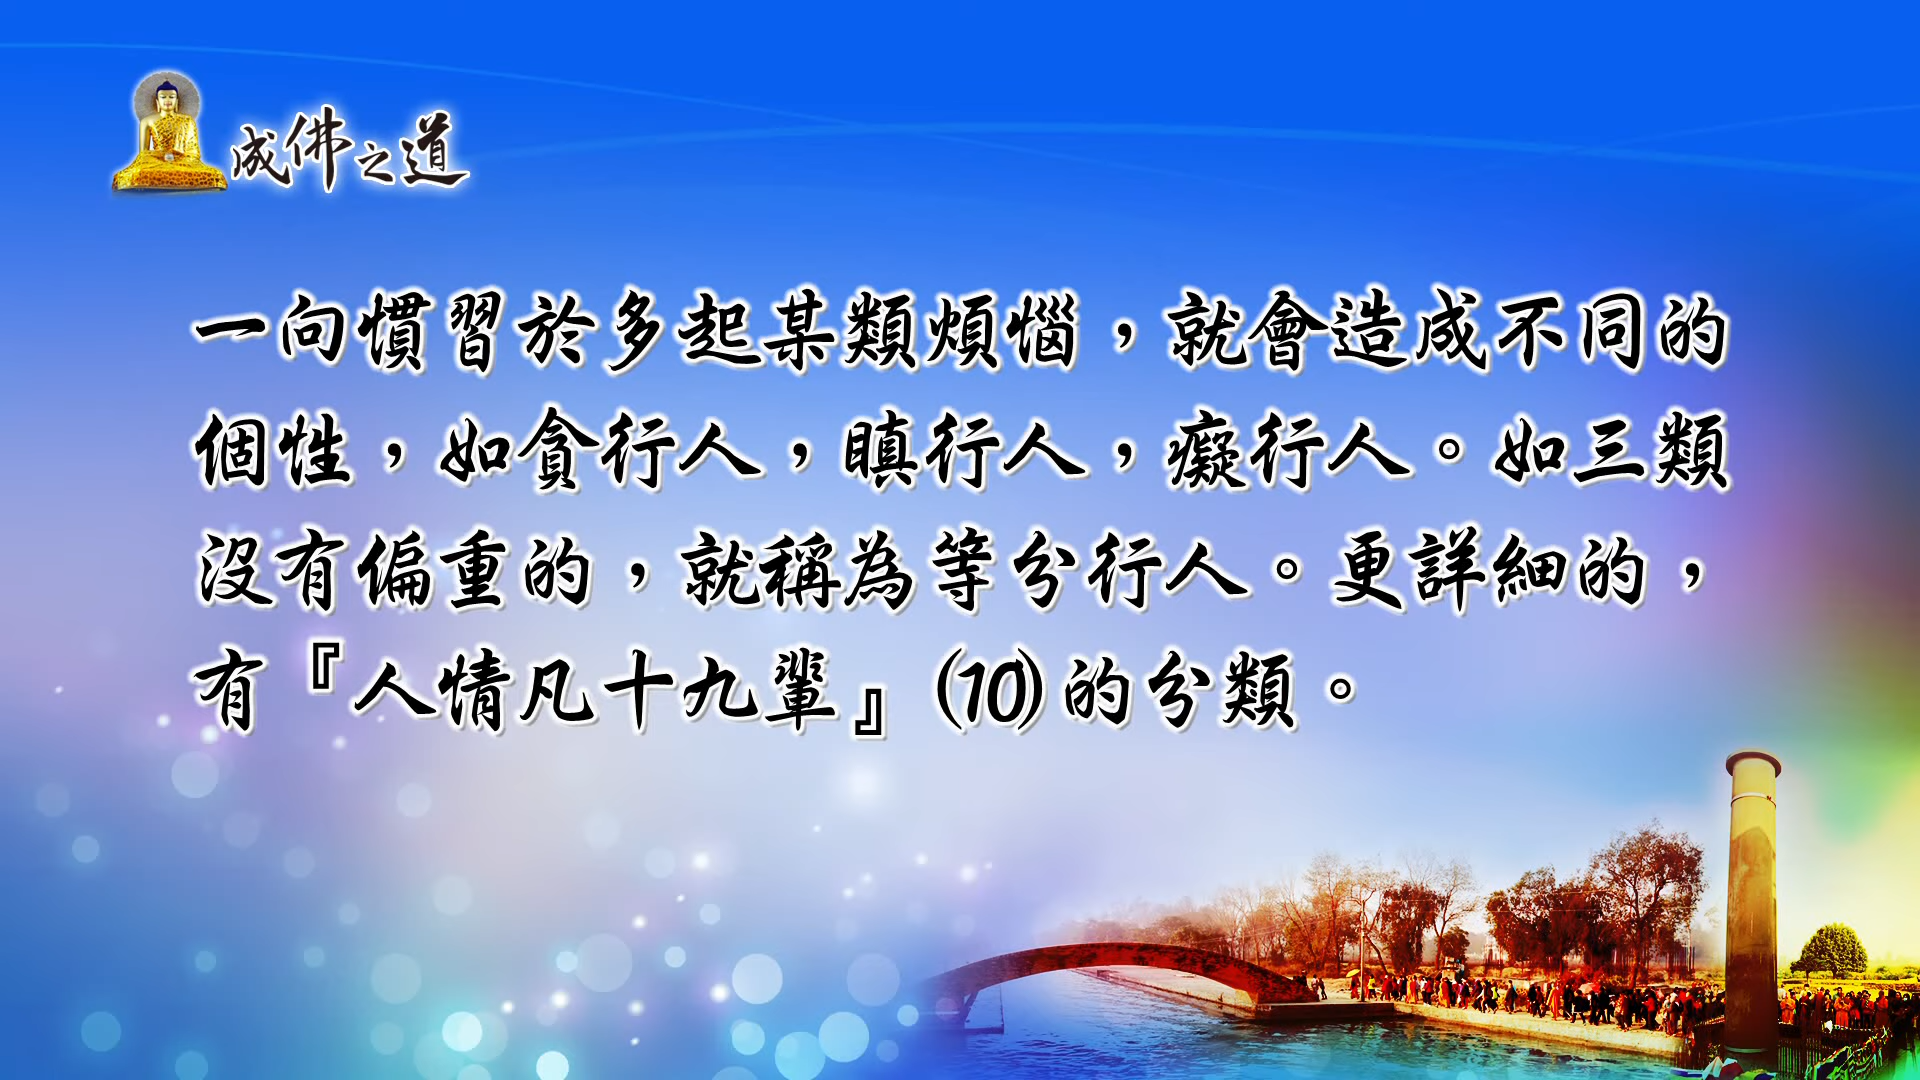 成佛之道
一向慣習於多起某類煩惱，就會造成不同的
個性，如貪行人，瞋行人，癡行人。如三類
沒有偏重的，就稱為等分行人。更詳細的，
有『人情凡十九輩』(10)的分類。